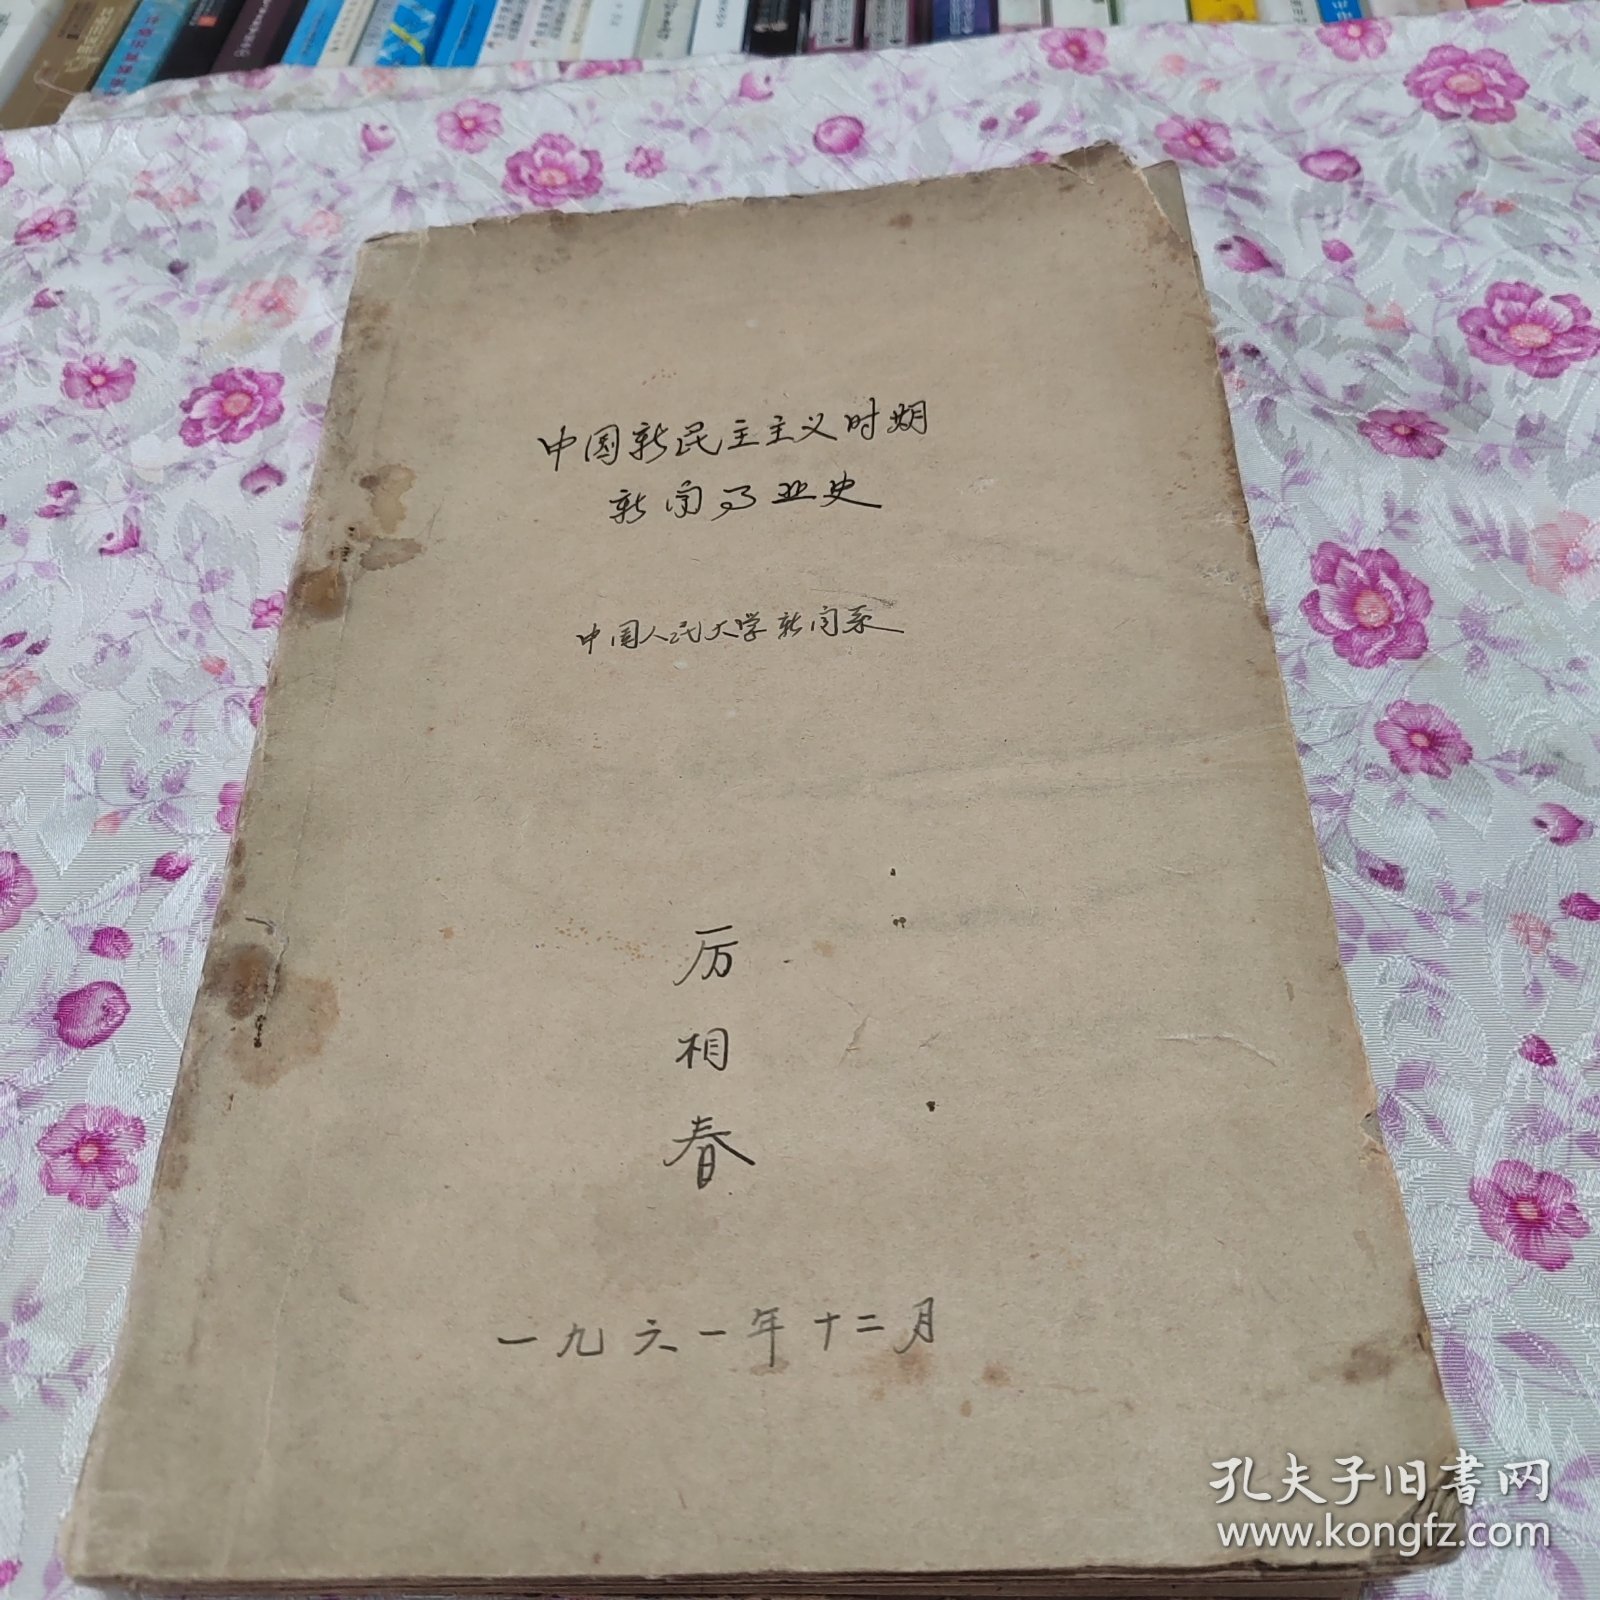 中国新民主主义时期
新闻事业史
中国人民大学新闻系
厉
相
春
一九六一年十二月
孔夫子旧书网
www.kongfz.com